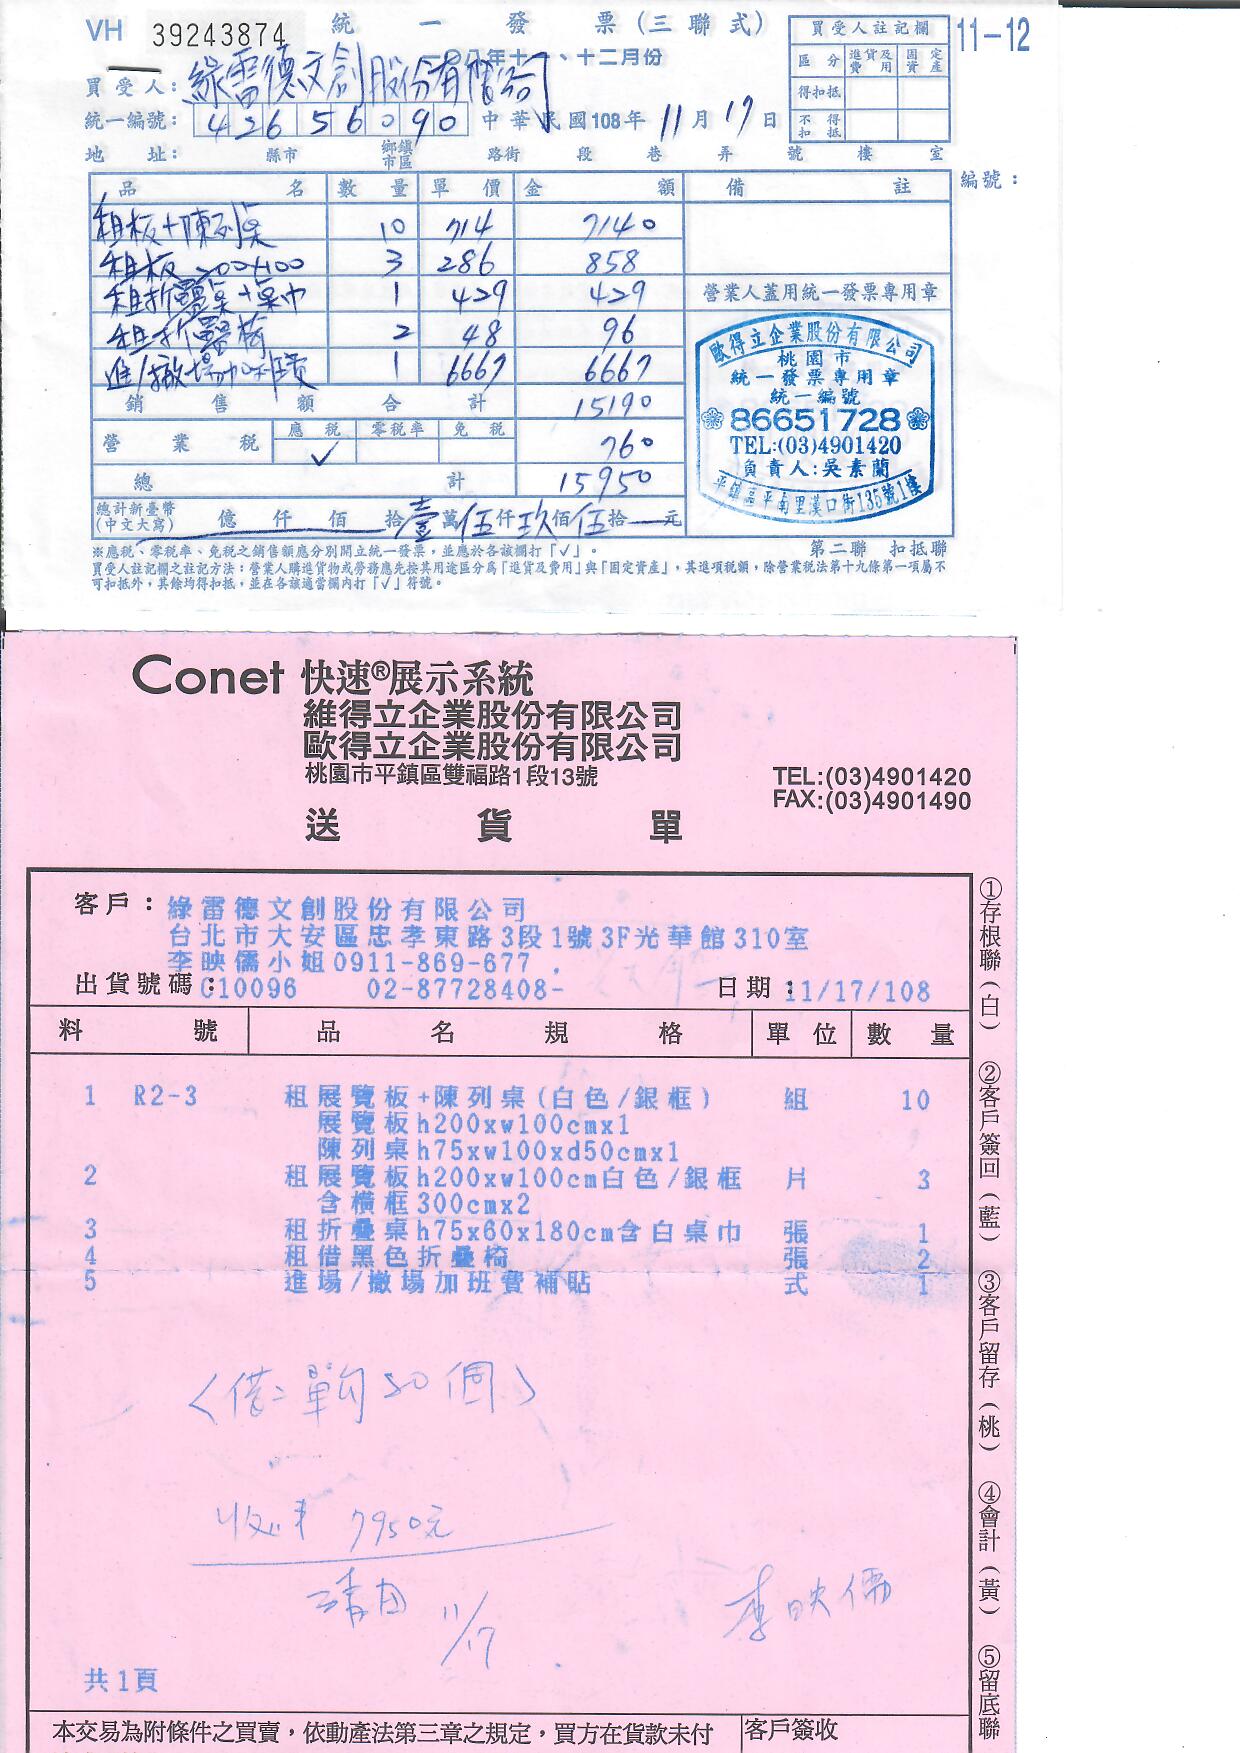 VH 39243874
統一發票(三聯式)
一〇八年十一、十二月份
11-12
買受人註記欄
區分 進貨及費用 固定資產
得扣抵
不得扣抵
買受人: 綠雷德文創股份有限公司
統一編號: 42656090 中華民國108年 11月 17日
地址: 縣市 鄉鎮市區 路街 段 巷 弄 號 樓 室
編號:
品名 數量 單價 金額 備註
租板+陳列桌 10 714 7140
租板 200x100 3 286 858
租折疊桌+桌巾 1 429 429
租折疊椅 2 48 96
進/撤場加班費 1 6667 6667
銷售額合計 15190
營業稅 應稅 ✓ 零稅率 免稅 760
總計 15950
總計新臺幣(中文大寫) 億 仟 佰 拾 壹萬 伍仟 玖佰 伍拾 元
營業人蓋用統一發票專用章
歐得立企業股份有限公司
桃園市
統一發票專用章
統一編號
86651728
TEL:(03)4901420
負責人:吳素蘭
平鎮區平南里漢口街135號1樓
※應稅、零稅率、免稅之銷售額應分別開立統一發票,並應於各該欄打「✓」。
第二聯 扣抵聯
買受人註記欄之註記方法:營業人購進貨物或勞務應先按其用途區分為「進貨及費用」與「固定資產」,其進項稅額,除營業稅法第十九條第一項屬不
可扣抵外,其餘均得扣抵,並在各該適當欄內打「✓」符號。
Conet 快速®展示系統
維得立企業股份有限公司
歐得立企業股份有限公司
桃園市平鎮區雙福路1段13號
TEL:(03)4901420
FAX:(03)4901490
送貨單
客戶: 綠雷德文創股份有限公司
台北市大安區忠孝東路3段1號3F光華館310室
李映儒小姐0911-869-677
出貨號碼: C10096 02-87728408- 日期: 11/17/108
料號 品名規格 單位 數量
1 R2-3 租展覽板+陳列桌(白色/銀框) 組 10
展覽板h200xw100cmx1
陳列桌h75xw100xd50cmx1
2 租展覽板h200xw100cm白色/銀框 片 3
含橫框300cmx2
3 租折疊桌h75x60x180cm含白桌巾 張 1
4 租借黑色折疊椅 張 2
5 進場/撤場加班費補貼 式 1
〈借: 單勾20個〉
7950元
11/17
李映儒
共1頁
本交易為附條件之買賣,依動產法第三章之規定,買方在貨款未付
客戶簽收
①存根聯(白) ②客戶簽回(藍) ③客戶留存(桃) ④會計(黃) ⑤留底聯